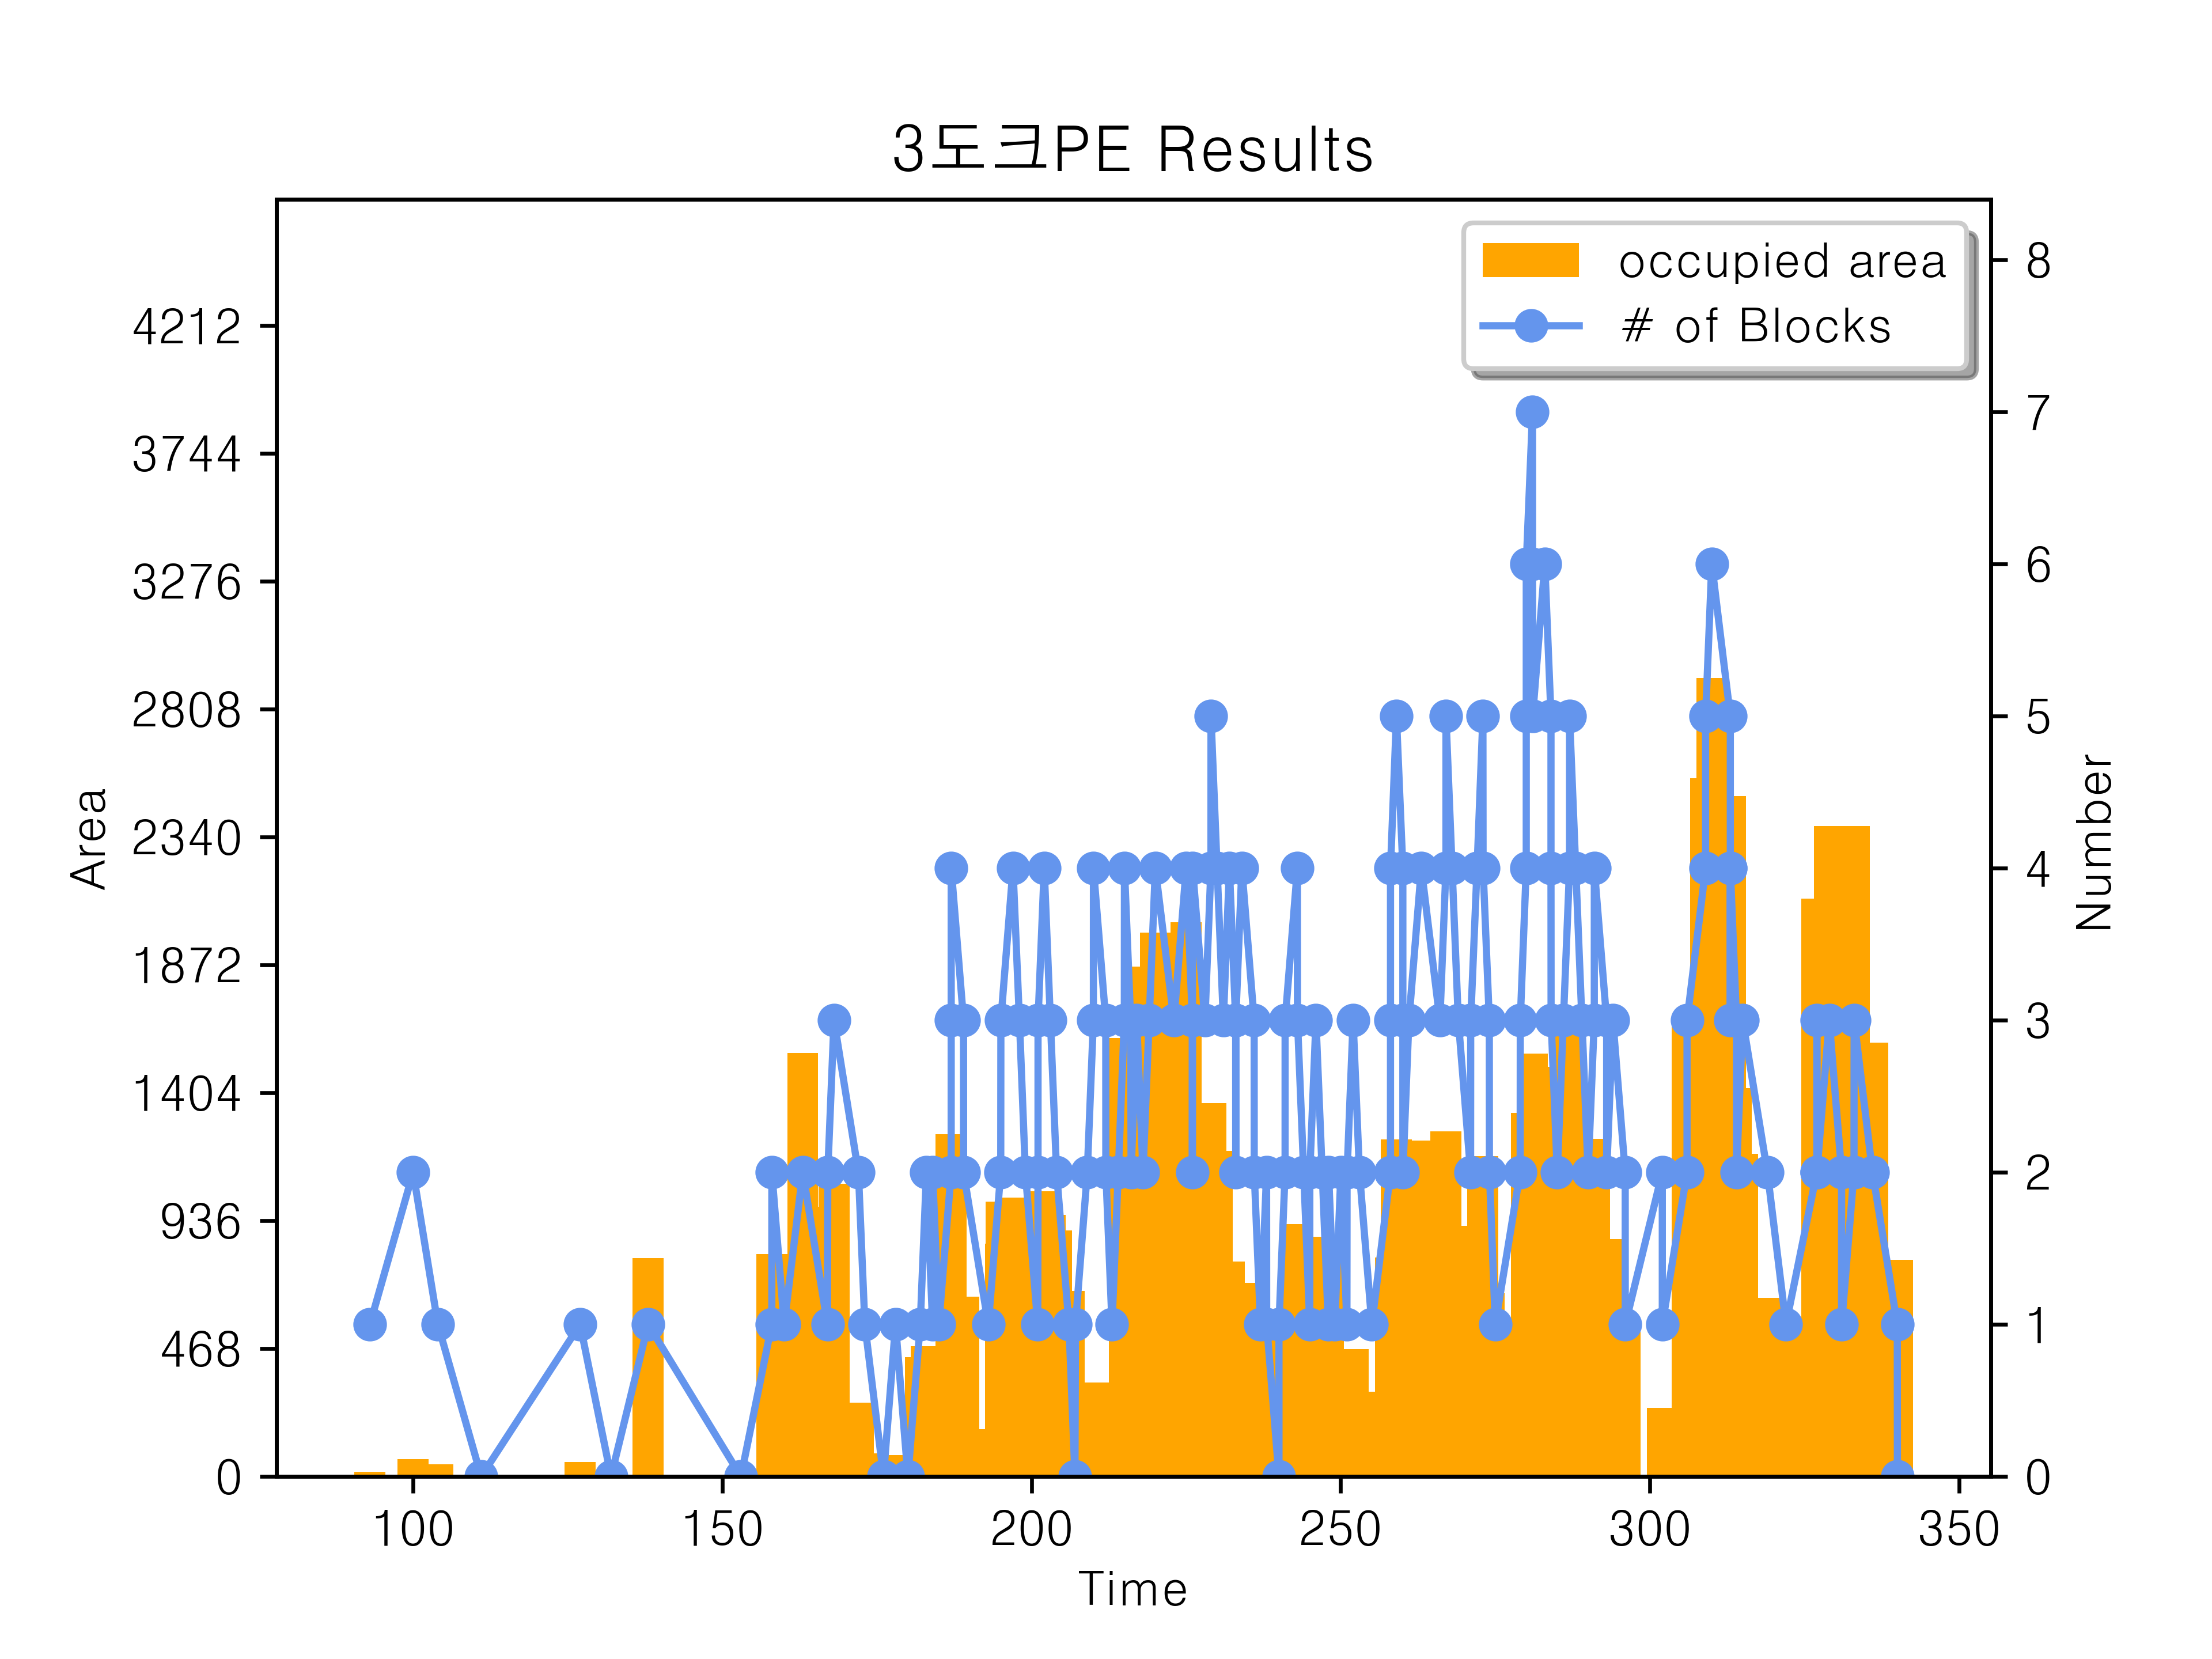 3도크PE Results
occupied area
# of Blocks
Area
4212
3744
3276
2808
2340
1872
1404
936
468
0
8
7
6
5
4
3
2
1
0
Number
100 150 200 250 300 350
Time